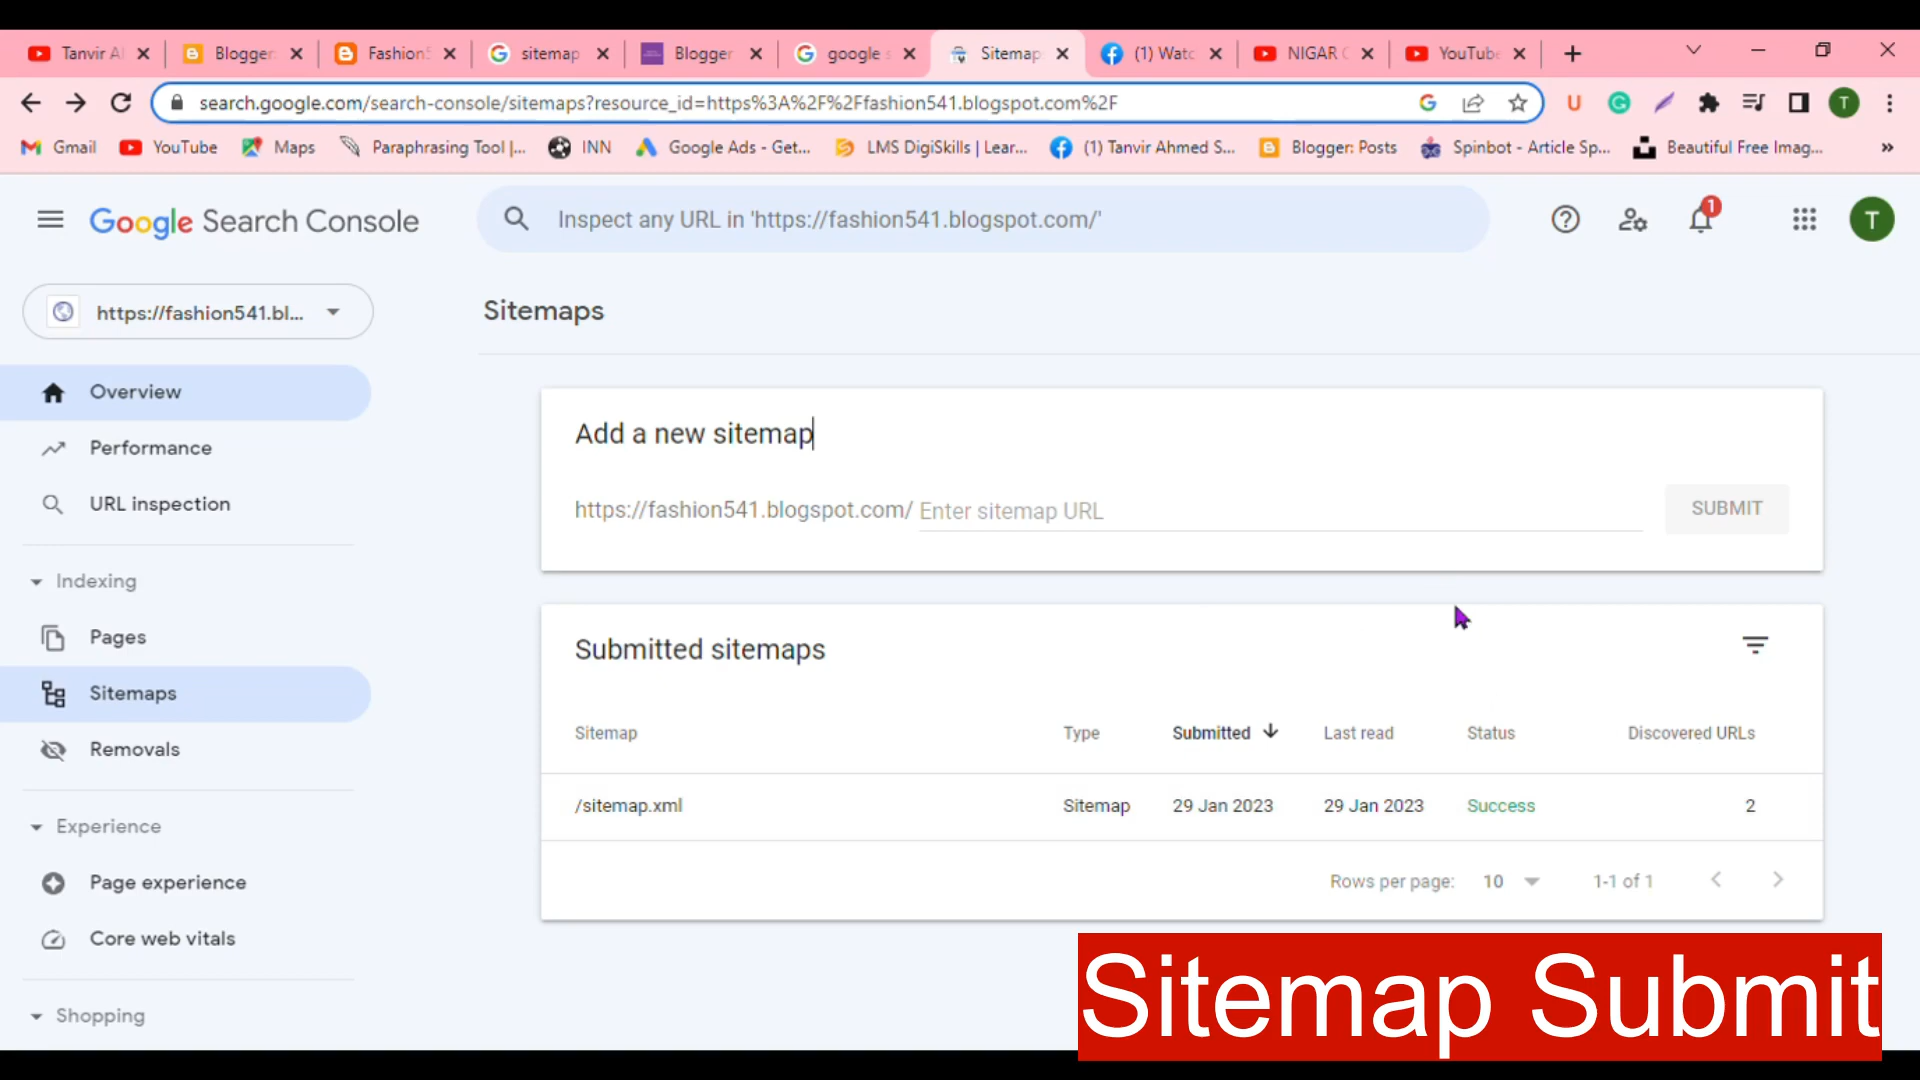 Tanvir A
Blogger:
Fashion5
sitemap
Blogger
google s
Sitemap
(1) Watc
NIGAR
YouTube
search.google.com/search-console/sitemaps?resource_id=https%3A%2F%2Ffashion541.blogspot.com%2F
T
Gmail
YouTube
Maps
Paraphrasing Tool |...
INN
Google Ads - Get...
LMS DigiSkills | Lear...
(1) Tanvir Ahmed S...
Blogger: Posts
Spinbot - Article Sp...
Beautiful Free Imag...
»
Google Search Console
Inspect any URL in 'https://fashion541.blogspot.com/'
1
T
https://fashion541.bl...
Sitemaps
Overview
Performance
URL inspection
Indexing
Pages
Sitemaps
Removals
Experience
Page experience
Core web vitals
Shopping
Add a new sitemap
https://fashion541.blogspot.com/ Enter sitemap URL
SUBMIT
Submitted sitemaps
Sitemap Type Submitted Last read Status Discovered URLs
/sitemap.xml Sitemap 29 Jan 2023 29 Jan 2023 Success 2
Rows per page: 10 1-1 of 1
Sitemap Submit